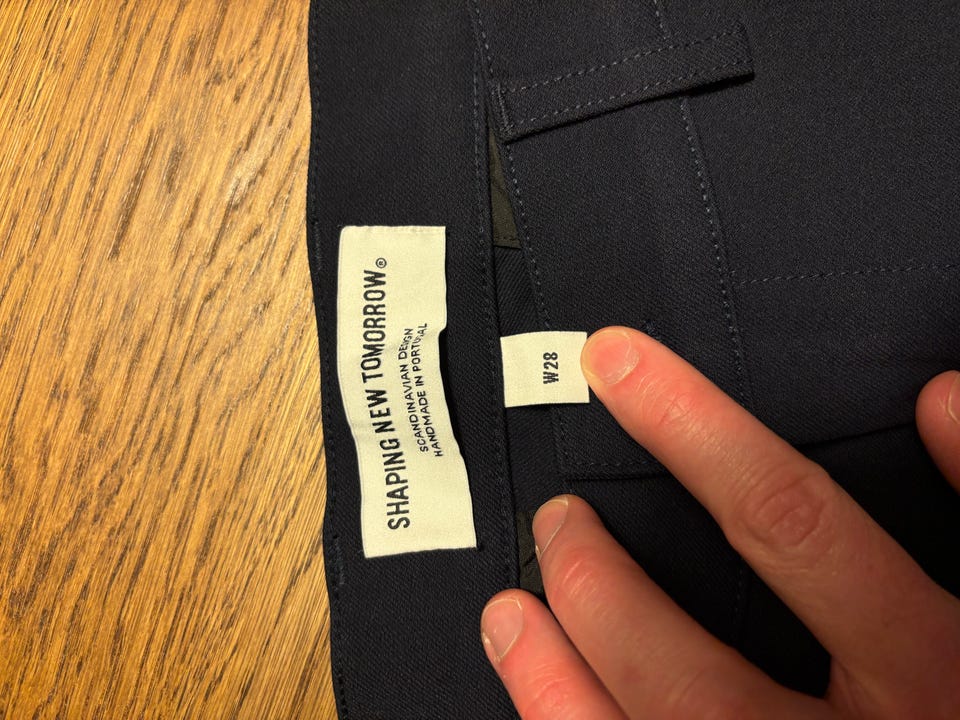 SHAPING NEW TOMORROW®
SCANDINAVIAN DESIGN
HANDMADE IN PORTUGAL
W28